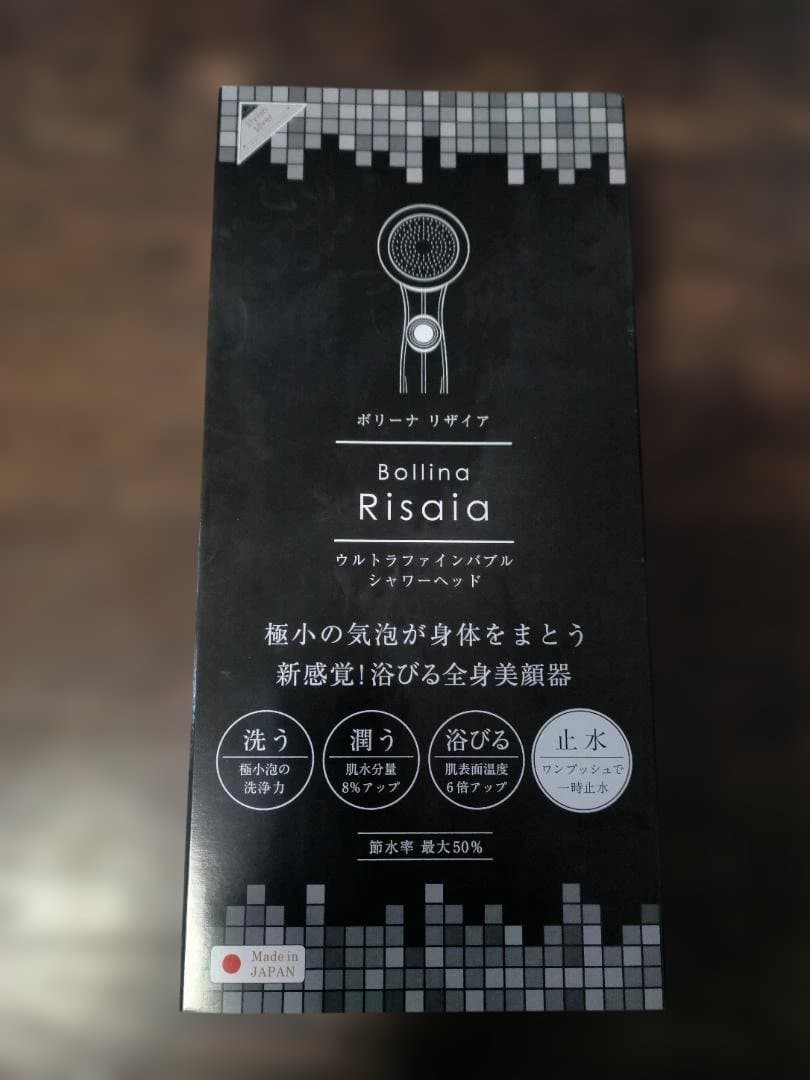 ボリーナ リザイア
Bollina
Risaia
ウルトラファインバブル
シャワーヘッド
極小の気泡が身体をまとう
新感覚!浴びる全身美顔器
洗う
極小泡の
洗浄力
潤う
肌水分量
8%アップ
浴びる
肌表面温度
6倍アップ
止水
ワンプッシュで
一時止水
節水率 最大50%
Made in
JAPAN